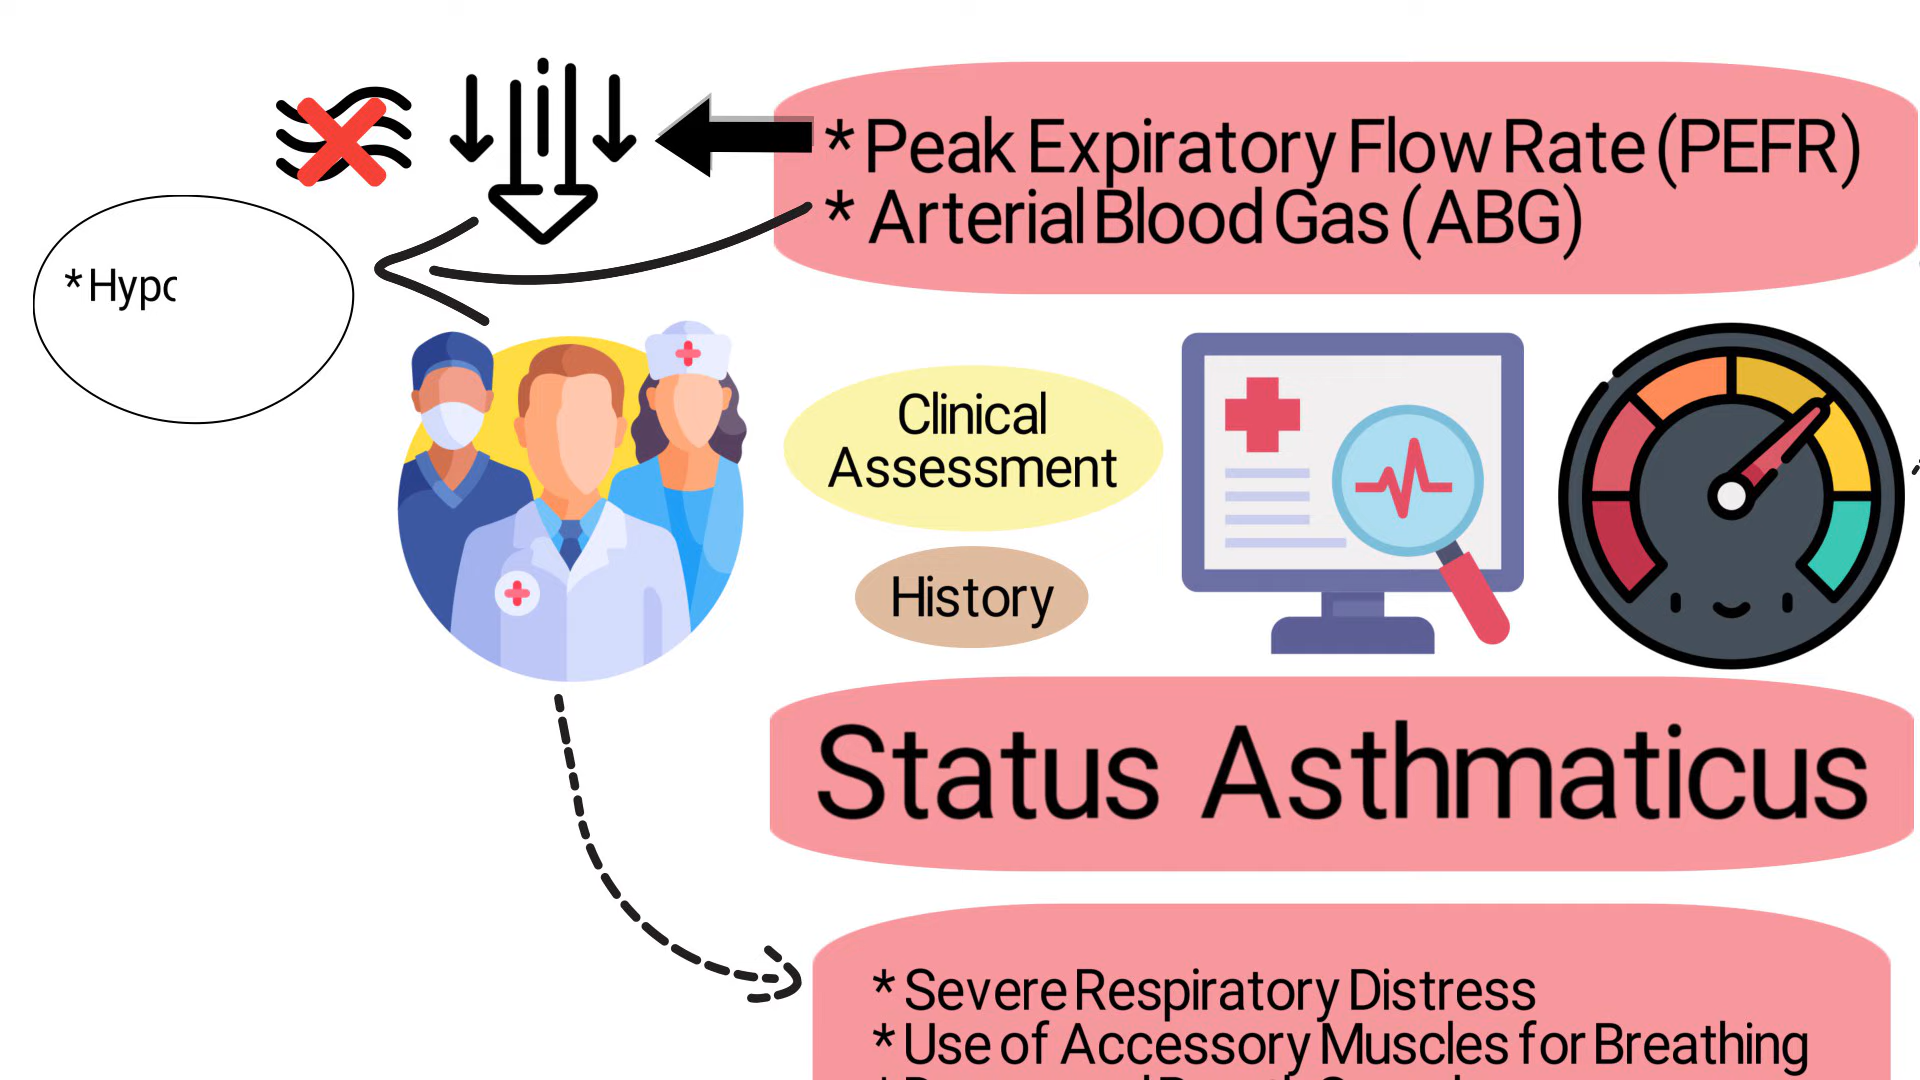 * Peak Expiratory Flow Rate (PEFR)
* Arterial Blood Gas (ABG)
* Hypo
Clinical
Assessment
History
Status Asthmaticus
* Severe Respiratory Distress
* Use of Accessory Muscles for Breathing